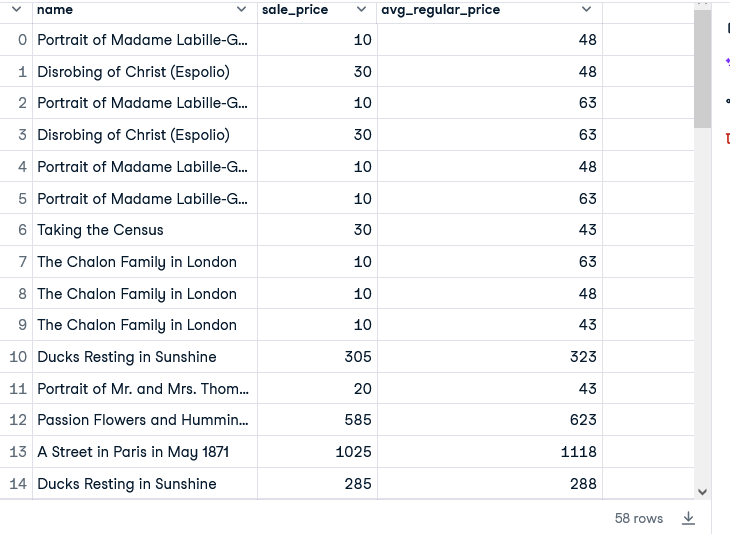 name sale_price avg_regular_price
0 Portrait of Madame Labille-G... 10 48
1 Disrobing of Christ (Espolio) 30 48
2 Portrait of Madame Labille-G... 10 63
3 Disrobing of Christ (Espolio) 30 63
4 Portrait of Madame Labille-G... 10 48
5 Portrait of Madame Labille-G... 10 63
6 Taking the Census 30 43
7 The Chalon Family in London 10 63
8 The Chalon Family in London 10 48
9 The Chalon Family in London 10 43
10 Ducks Resting in Sunshine 305 323
11 Portrait of Mr. and Mrs. Thom... 20 43
12 Passion Flowers and Hummin... 585 623
13 A Street in Paris in May 1871 1025 1118
14 Ducks Resting in Sunshine 285 288
58 rows